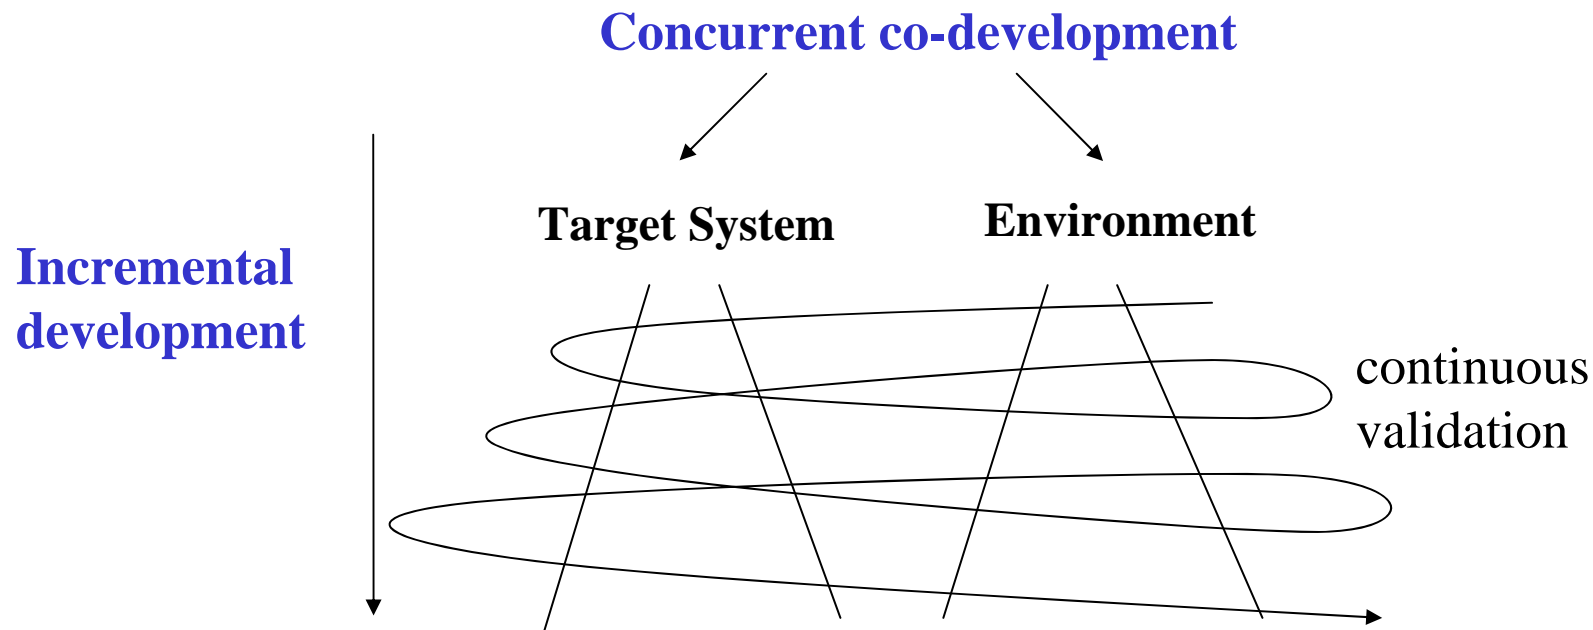 Concurrent co-development
Target System
Environment
Incremental
development
continuous
validation